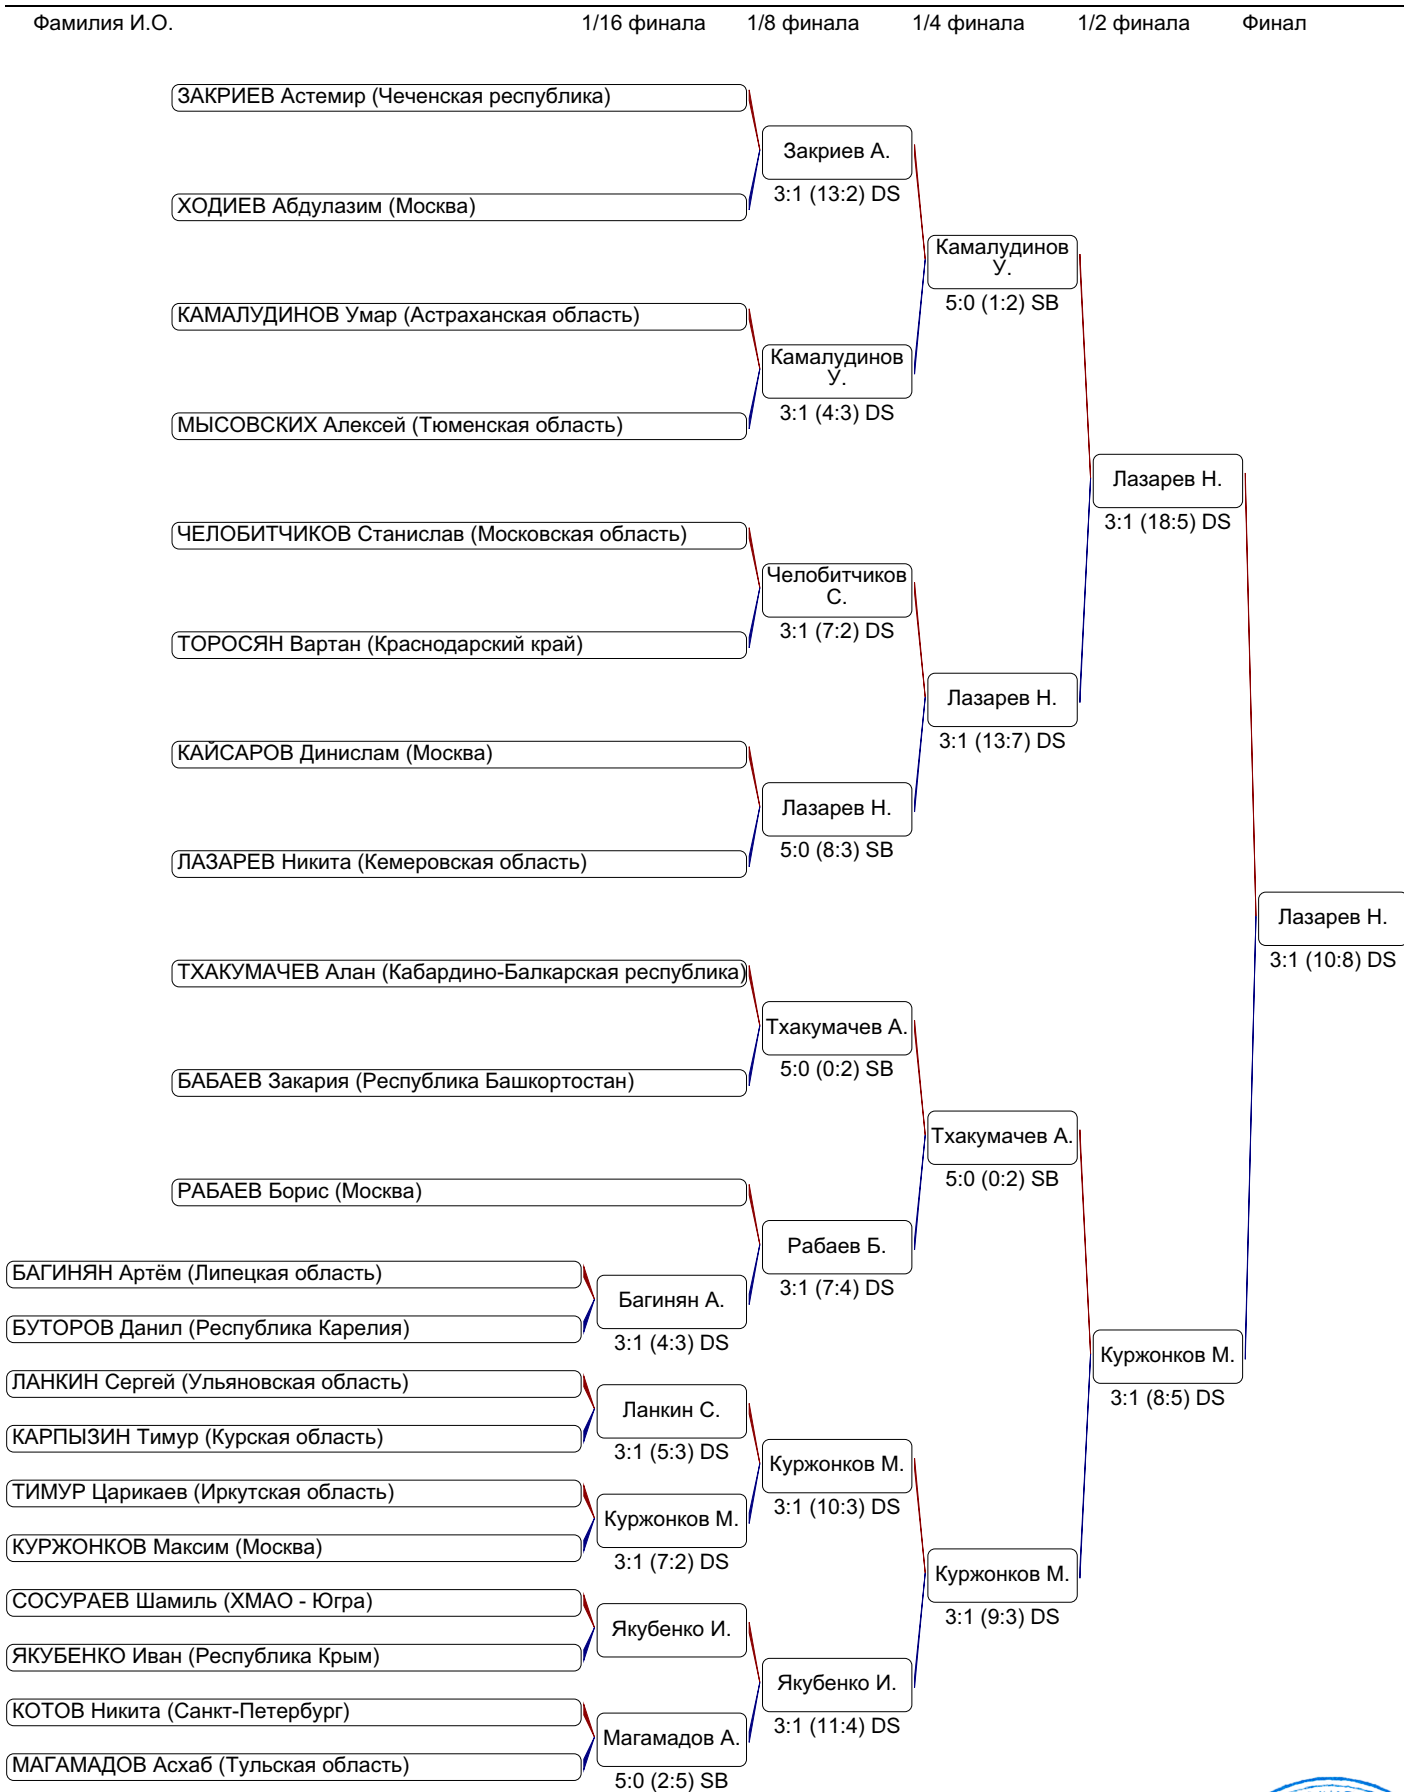 Фамилия И.О. 1/16 финала 1/8 финала 1/4 финала 1/2 финала Финал
ЗАКРИЕВ Астемир (Чеченская республика)
Закриев А.
3:1 (13:2) DS
ХОДИЕВ Абдулазим (Москва)
Камалудинов
У.
5:0 (1:2) SB
КАМАЛУДИНОВ Умар (Астраханская область)
Камалудинов
У.
3:1 (4:3) DS
МЫСОВСКИХ Алексей (Тюменская область)
Лазарев Н.
3:1 (18:5) DS
ЧЕЛОБИТЧИКОВ Станислав (Московская область)
Челобитчиков
С.
3:1 (7:2) DS
ТОРОСЯН Вартан (Краснодарский край)
Лазарев Н.
3:1 (13:7) DS
КАЙСАРОВ Динислам (Москва)
Лазарев Н.
5:0 (8:3) SB
ЛАЗАРЕВ Никита (Кемеровская область)
Лазарев Н.
3:1 (10:8) DS
ТХАКУМАЧЕВ Алан (Кабардино-Балкарская республика)
Тхакумачев А.
5:0 (0:2) SB
БАБАЕВ Закария (Республика Башкортостан)
Тхакумачев А.
5:0 (0:2) SB
РАБАЕВ Борис (Москва)
Рабаев Б.
3:1 (7:4) DS
БАГИНЯН Артём (Липецкая область)
Багинян А.
3:1 (4:3) DS
БУТОРОВ Данил (Республика Карелия)
Куржонков М.
3:1 (8:5) DS
ЛАНКИН Сергей (Ульяновская область)
Ланкин С.
3:1 (5:3) DS
КАРПЫЗИН Тимур (Курская область)
Куржонков М.
3:1 (10:3) DS
ТИМУР Царикаев (Иркутская область)
Куржонков М.
3:1 (7:2) DS
КУРЖОНКОВ Максим (Москва)
Куржонков М.
3:1 (9:3) DS
СОСУРАЕВ Шамиль (ХМАО - Югра)
Якубенко И.
ЯКУБЕНКО Иван (Республика Крым)
Якубенко И.
3:1 (11:4) DS
КОТОВ Никита (Санкт-Петербург)
Магамадов А.
5:0 (2:5) SB
МАГАМАДОВ Асхаб (Тульская область)